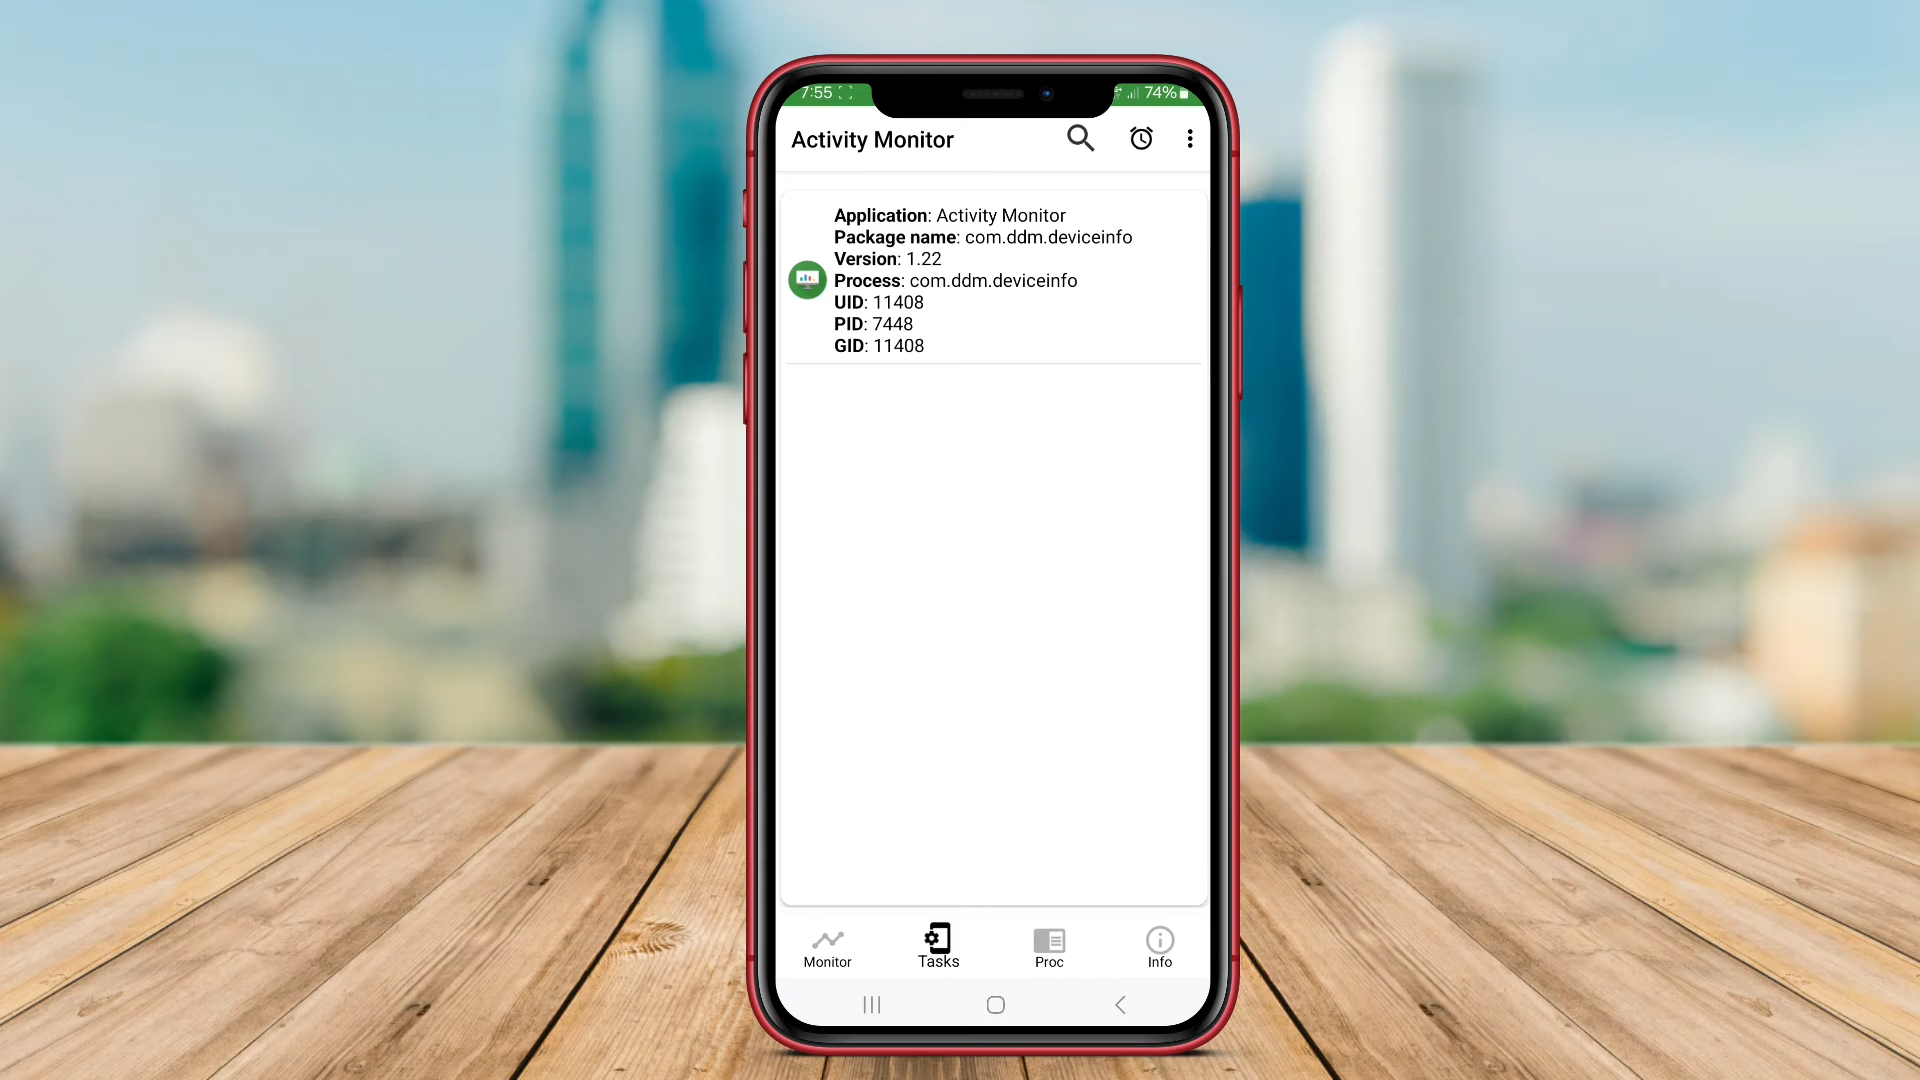 7:55 74%
Activity Monitor
Application: Activity Monitor
Package name: com.ddm.deviceinfo
Version: 1.22
Process: com.ddm.deviceinfo
UID: 11408
PID: 7448
GID: 11408
Monitor Tasks Proc Info